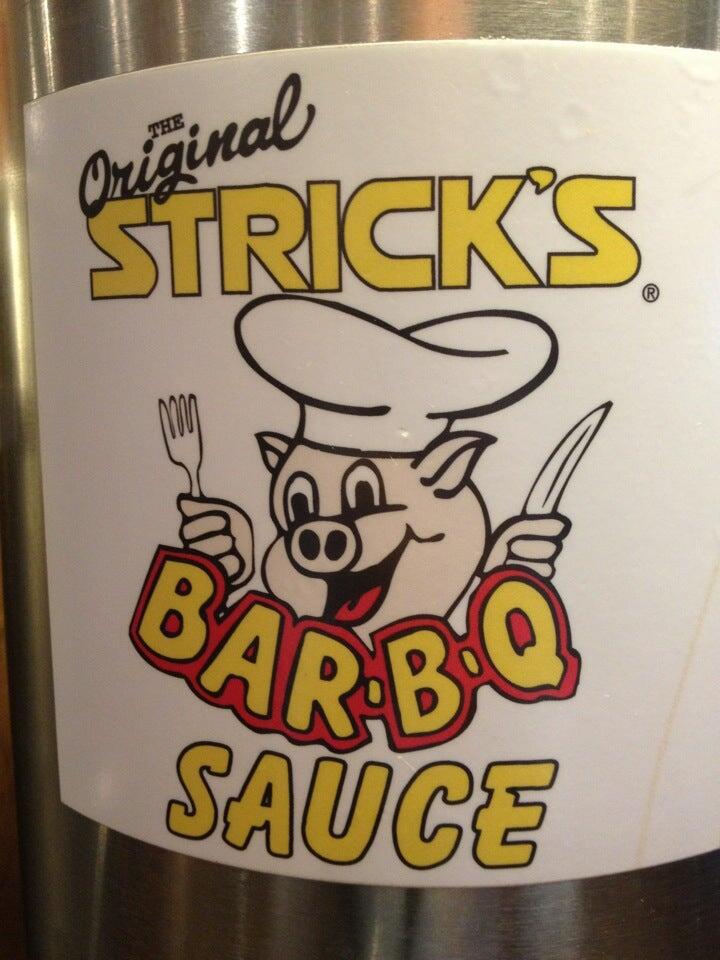 THE
Original
STRICK'S®
BAR·B·Q
SAUCE